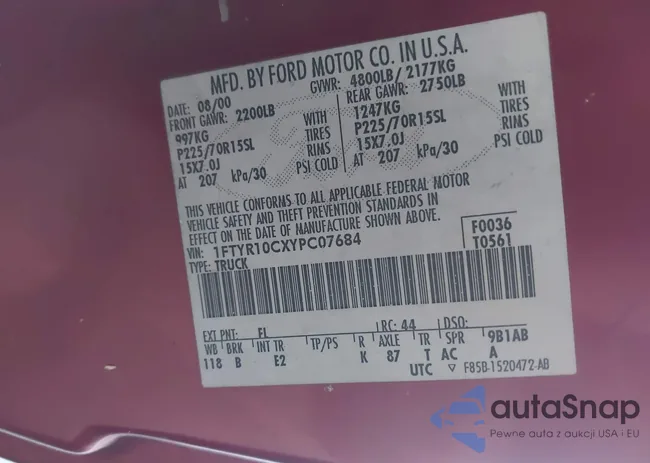 MFD. BY FORD MOTOR CO. IN U.S.A.
DATE: 08/00 GVWR: 4800LB/ 2177KG
FRONT GAWR: 2200LB REAR GAWR: 2750LB
997KG WITH 1247KG WITH
P225/70R15SL TIRES P225/70R15SL TIRES
15X7.0J RINS 15X7.0J RINS
AT 207 kPa/30 PSI COLD AT 207 kPa/30 PSI COLD
THIS VEHICLE CONFORMS TO ALL APPLICABLE FEDERAL MOTOR
VEHICLE SAFETY AND THEFT PREVENTION STANDARDS IN
EFFECT ON THE DATE OF MANUFACTURE SHOWN ABOVE.
VIN: 1FTYR10CXYPC07684 F0036
TYPE: TRUCK T0561
EXT PNT: FL RC: 44 DSO:
WB BRK INT TR TP/PS R AXLE TR SPR 9B1AB
118 B E2 K 87 T AC A
UTC ▽ F85B-1520472-AB
autaSnap
Pewne auta z aukcji USA i EU